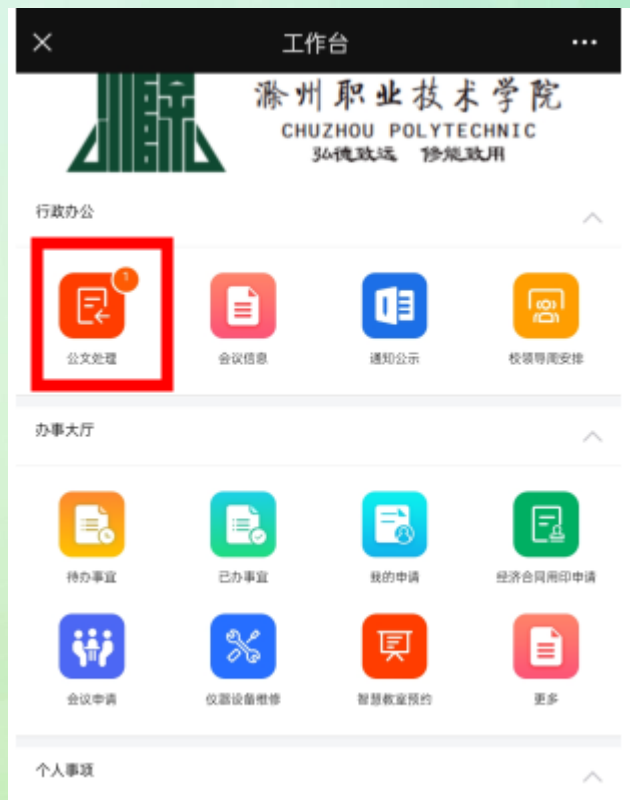 工作台
滁州职业技术学院
CHUZHOU POLYTECHNIC
弘德致远 修能致用
行政办公
1
公文处理 会议信息 通知公示 校领导周安排
办事大厅
待办事宜 已办事宜 我的申请 经济合同用印申请
会议申请 仪器设备维修 智慧教室预约 更多
个人事项